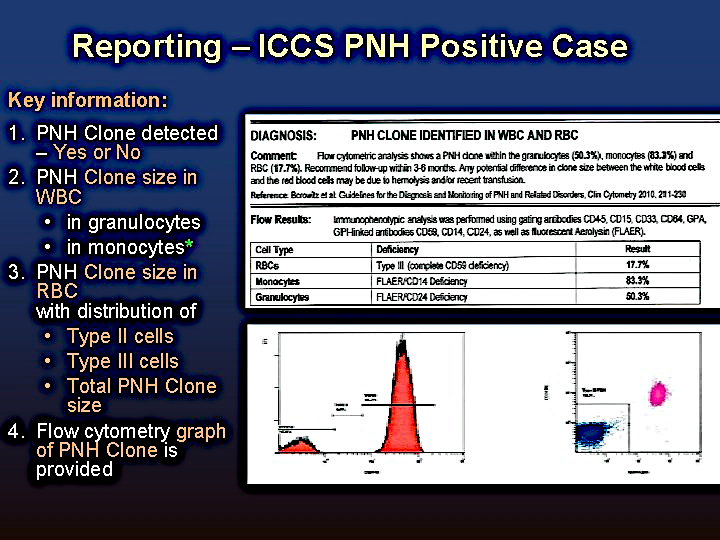 Reporting – ICCS PNH Positive Case
Key information:
1. PNH Clone detected
– Yes or No
2. PNH Clone size in
WBC
• in granulocytes
• in monocytes*
3. PNH Clone size in
RBC
with distribution of
• Type II cells
• Type III cells
• Total PNH Clone
size
4. Flow cytometry graph
of PNH Clone is
provided
DIAGNOSIS: PNH CLONE IDENTIFIED IN WBC AND RBC
Comment: Flow cytometric analysis shows a PNH clone within the granulocytes (50.3%), monocytes (83.3%) and
RBC (17.7%). Recommend follow-up within 3-6 months. Any potential difference in clone size between the white blood cells
and the red blood cells may be due to hemolysis and/or recent transfusion.
Reference: Borowitz et al. Guidelines for the Diagnosis and Monitoring of PNH and Related Disorders, Clin Cytometry 2010, 211-230
Flow Results: Immunophenotypic analysis was performed using gating antibodies CD45, CD15, CD33, CD64, GPA,
GPI-linked antibodies CD59, CD14, CD24, as well as fluorescent Aerolysin (FLAER).
Cell Type Deficiency Result
RBCs Type III (complete CD59 deficiency) 17.7%
Monocytes FLAER/CD14 Deficiency 83.3%
Granulocytes FLAER/CD24 Deficiency 50.3%